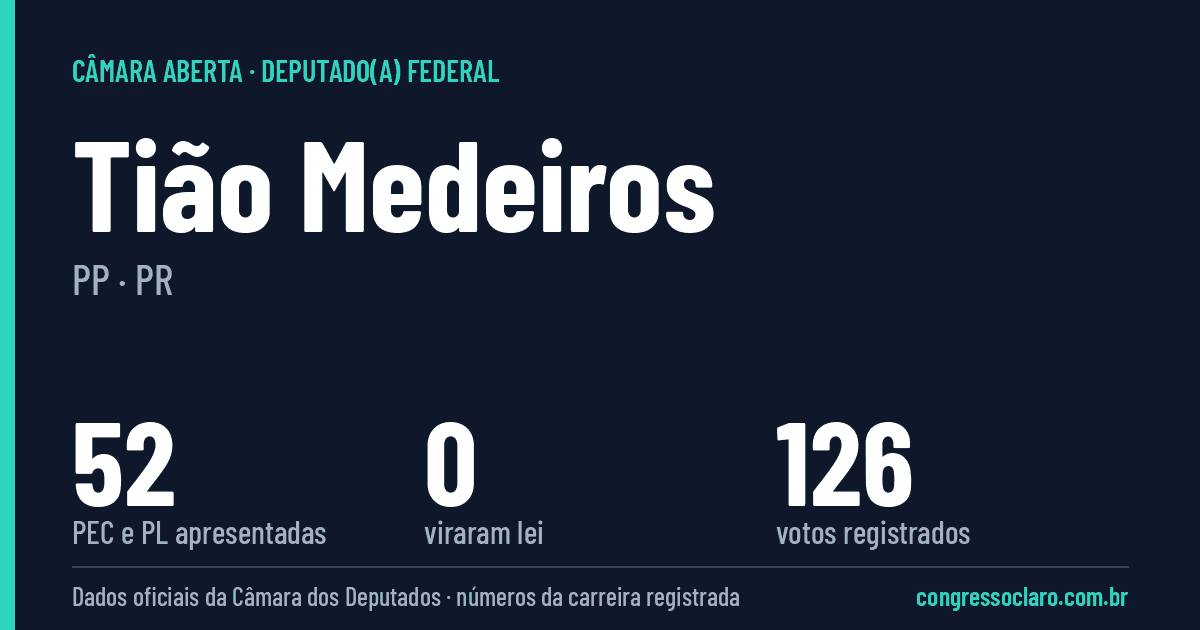 CÂMARA ABERTA · DEPUTADO(A) FEDERAL
Tião Medeiros
PP · PR
52 0 126
PEC e PL apresentadas viraram lei votos registrados
Dados oficiais da Câmara dos Deputados · números da carreira registrada congressoclaro.com.br